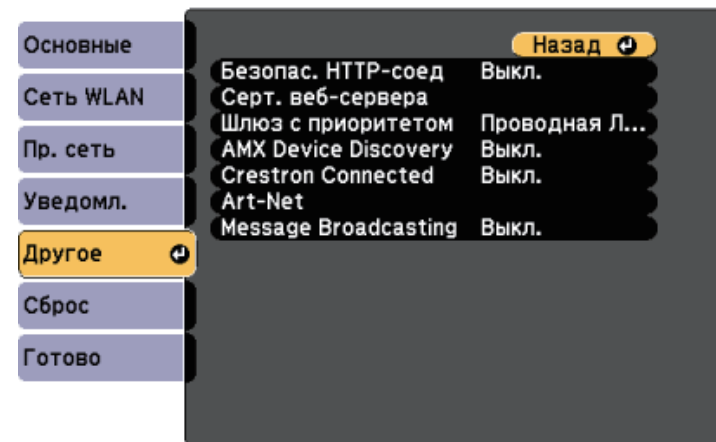 Основные
Сеть WLAN
Пр. сеть
Уведомл.
Другое
Сброс
Готово
Назад
Безопас. HTTP-соед Выкл.
Серт. веб-сервера
Шлюз с приоритетом Проводная Л...
AMX Device Discovery Выкл.
Crestron Connected Выкл.
Art-Net
Message Broadcasting Выкл.